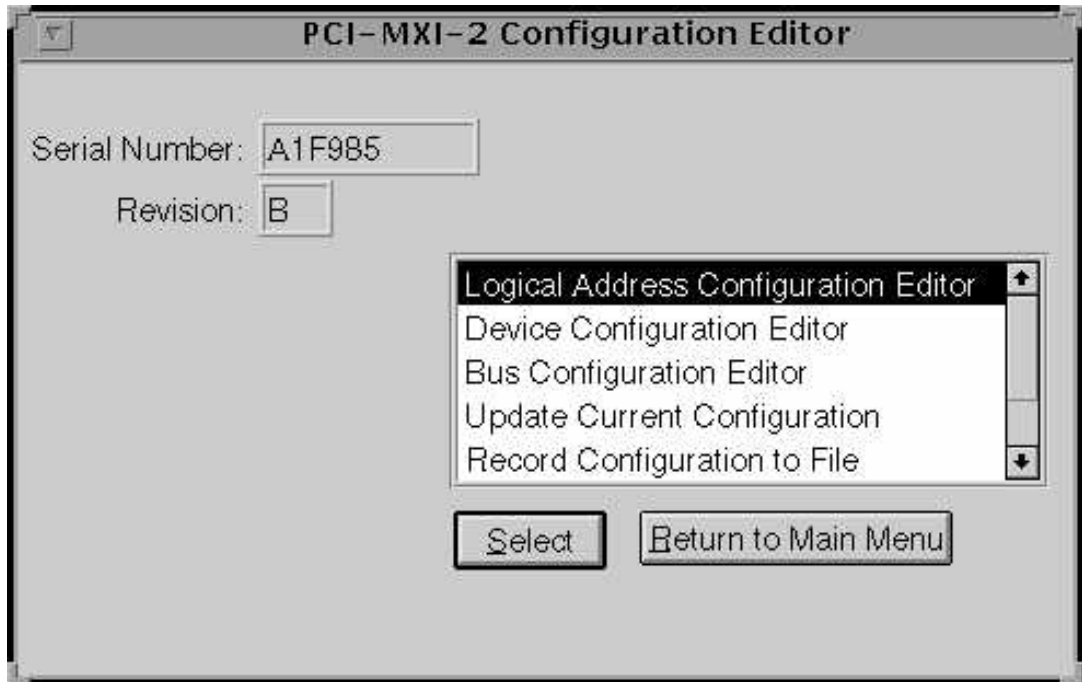 PCI-MXI-2 Configuration Editor
Serial Number: A1F985
Revision: B
Logical Address Configuration Editor
Device Configuration Editor
Bus Configuration Editor
Update Current Configuration
Record Configuration to File
Select Return to Main Menu